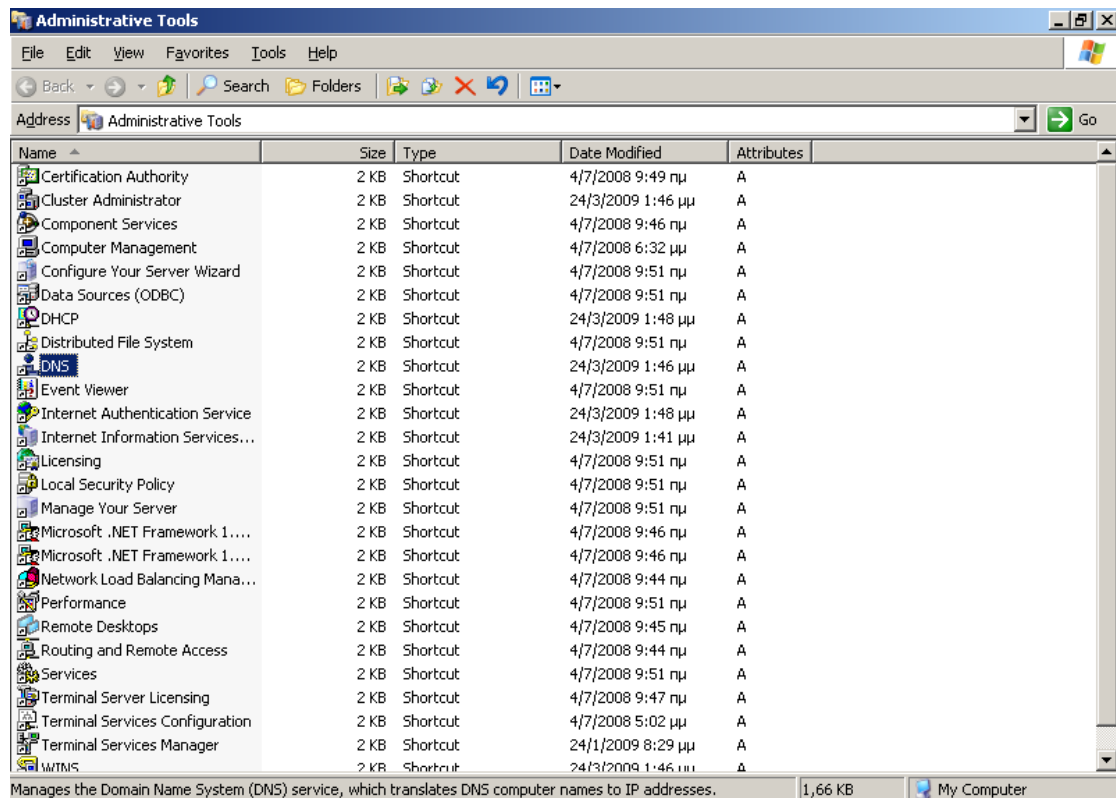 Administrative Tools
File Edit View Favorites Tools Help
Back Search Folders
Address Administrative Tools Go
Name Size Type Date Modified Attributes
Certification Authority 2 KB Shortcut 4/7/2008 9:49 πμ A
Cluster Administrator 2 KB Shortcut 24/3/2009 1:46 μμ A
Component Services 2 KB Shortcut 4/7/2008 9:46 πμ A
Computer Management 2 KB Shortcut 4/7/2008 6:32 μμ A
Configure Your Server Wizard 2 KB Shortcut 4/7/2008 9:51 πμ A
Data Sources (ODBC) 2 KB Shortcut 4/7/2008 9:51 πμ A
DHCP 2 KB Shortcut 24/3/2009 1:48 μμ A
Distributed File System 2 KB Shortcut 4/7/2008 9:51 πμ A
DNS 2 KB Shortcut 24/3/2009 1:46 μμ A
Event Viewer 2 KB Shortcut 4/7/2008 9:51 πμ A
Internet Authentication Service 2 KB Shortcut 24/3/2009 1:48 μμ A
Internet Information Services... 2 KB Shortcut 24/3/2009 1:41 μμ A
Licensing 2 KB Shortcut 4/7/2008 9:51 πμ A
Local Security Policy 2 KB Shortcut 4/7/2008 9:51 πμ A
Manage Your Server 2 KB Shortcut 4/7/2008 9:51 πμ A
Microsoft .NET Framework 1.... 2 KB Shortcut 4/7/2008 9:46 πμ A
Microsoft .NET Framework 1.... 2 KB Shortcut 4/7/2008 9:46 πμ A
Network Load Balancing Mana... 2 KB Shortcut 4/7/2008 9:44 πμ A
Performance 2 KB Shortcut 4/7/2008 9:51 πμ A
Remote Desktops 2 KB Shortcut 4/7/2008 9:45 πμ A
Routing and Remote Access 2 KB Shortcut 4/7/2008 9:44 πμ A
Services 2 KB Shortcut 4/7/2008 9:51 πμ A
Terminal Server Licensing 2 KB Shortcut 4/7/2008 9:47 πμ A
Terminal Services Configuration 2 KB Shortcut 4/7/2008 5:02 μμ A
Terminal Services Manager 2 KB Shortcut 24/1/2009 8:29 μμ A
WINS 2 KB Shortcut 24/3/2009 1:46 μμ A
Manages the Domain Name System (DNS) service, which translates DNS computer names to IP addresses. 1,66 KB My Computer